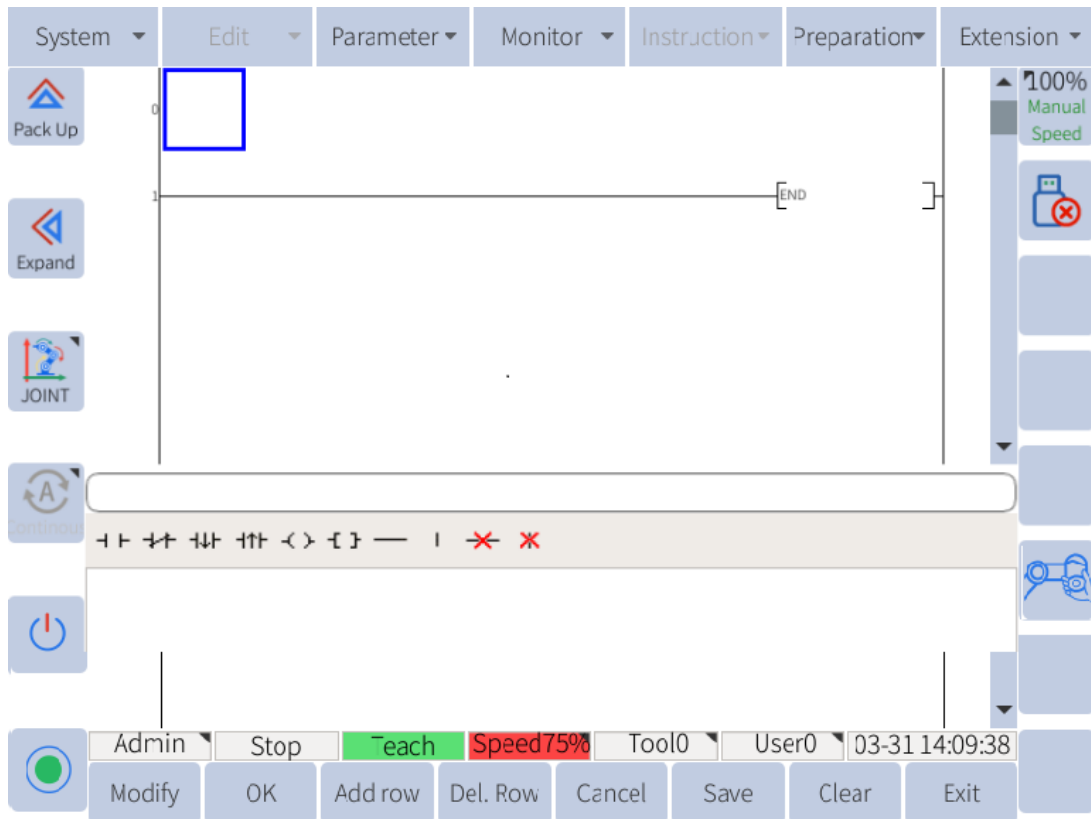 System Edit Parameter Monitor Instruction Preparation Extension
100%
Manual
Speed
Pack Up
0
1
END
Expand
JOINT
A
Continous
Admin Stop Teach Speed75% Tool0 User0 03-31 14:09:38
Modify OK Add row Del. Row Cancel Save Clear Exit